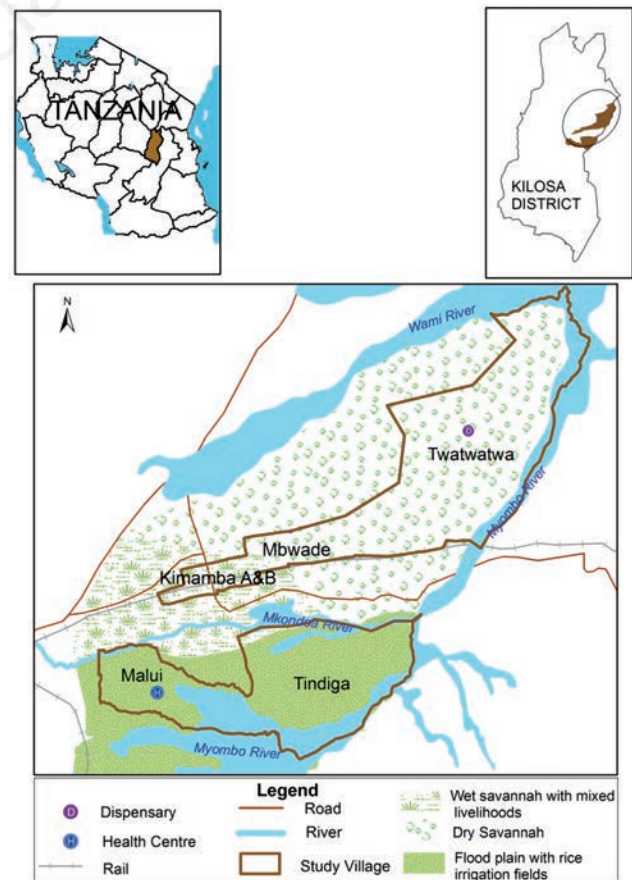 TANZANIA
KILOSA
DISTRICT
N
Wami River
Twatwatwa
Myombo River
Mbwade
Kimamba A&B
Mkondoa River
Malui
Tindiga
Myombo River
Legend
D Dispensary
H Health Centre
Rail
Road
River
Study Village
Wet savannah with mixed
livelihoods
Dry Savannah
Flood plain with rice
irrigation fields